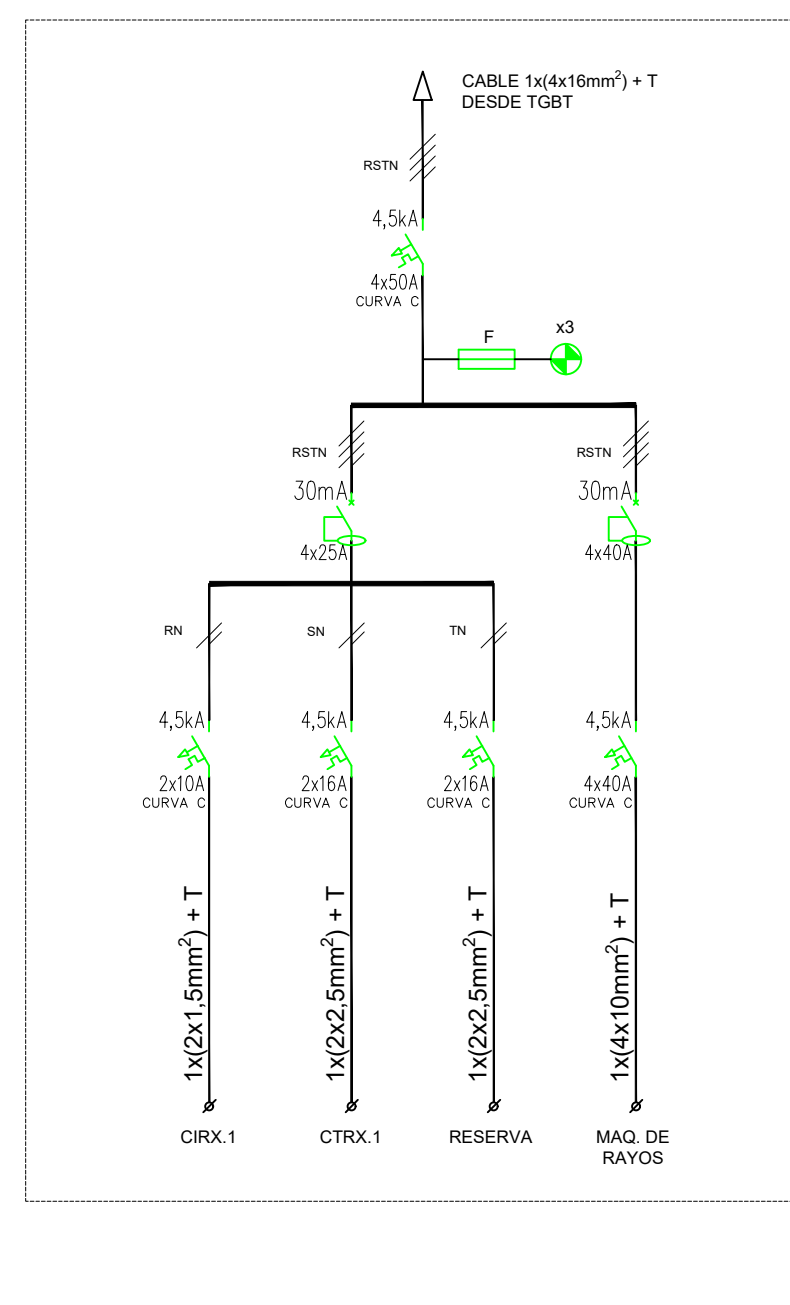 CABLE 1x(4x16mm²) + T
DESDE TGBT
RSTN
4,5kA
4x50A
CURVA C
F
x3
RSTN
RSTN
30mA
30mA
4x25A
4x40A
RN
SN
TN
4,5kA
4,5kA
4,5kA
4,5kA
2x10A
CURVA C
2x16A
CURVA C
2x16A
CURVA C
4x40A
CURVA C
1x(2x1,5mm²) + T
1x(2x2,5mm²) + T
1x(2x2,5mm²) + T
1x(4x10mm²) + T
CIRX.1
CTRX.1
RESERVA
MAQ. DE
RAYOS